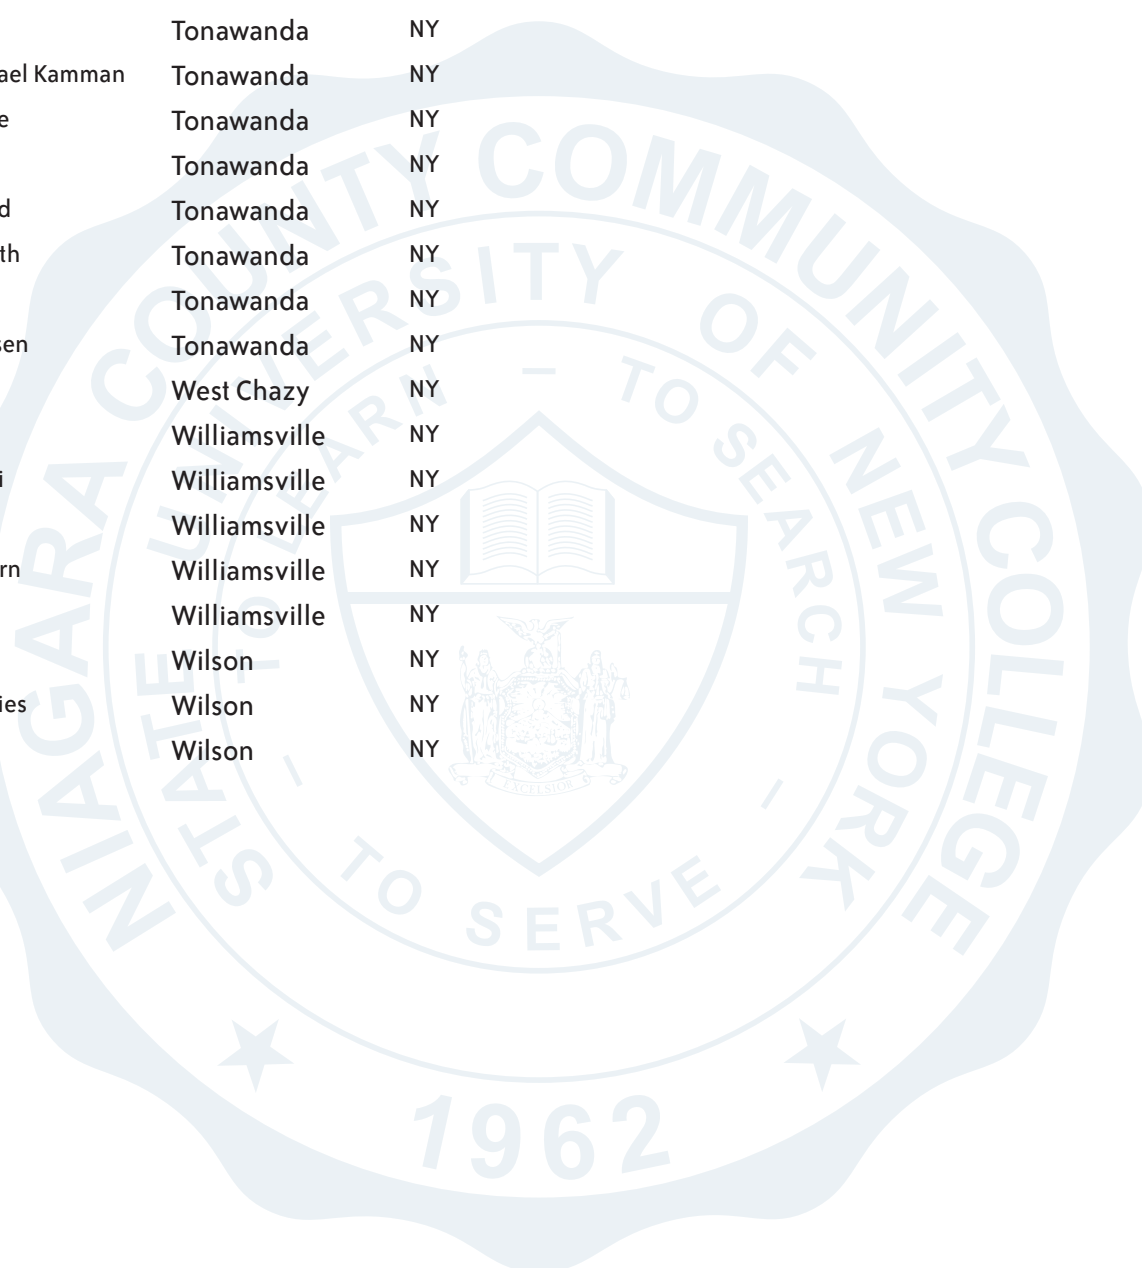 Tonawanda NY
ael Kamman Tonawanda NY
e Tonawanda NY
Tonawanda NY
d Tonawanda NY
th Tonawanda NY
Tonawanda NY
sen Tonawanda NY
West Chazy NY
Williamsville NY
i Williamsville NY
Williamsville NY
rn Williamsville NY
Williamsville NY
Wilson NY
ies Wilson NY
Wilson NY
NIAGARA COUNTY COMMUNITY COLLEGE
STATE UNIVERSITY OF NEW YORK
TO LEARN – TO SEARCH – TO SERVE –
EXCELSIOR
1962